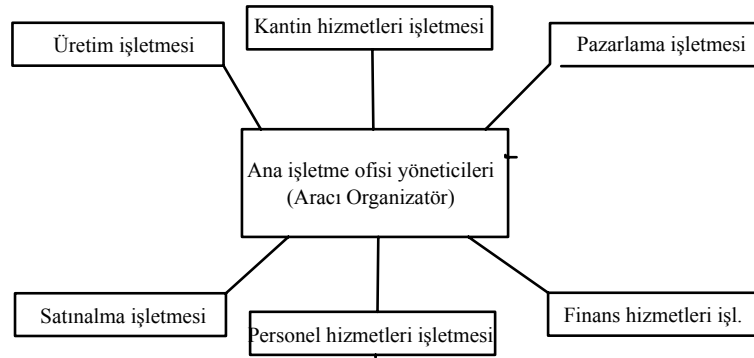 Kantin hizmetleri işletmesi
Üretim işletmesi
Pazarlama işletmesi
Ana işletme ofisi yöneticileri
(Aracı Organizatör)
Satınalma işletmesi
Personel hizmetleri işletmesi
Finans hizmetleri işl.